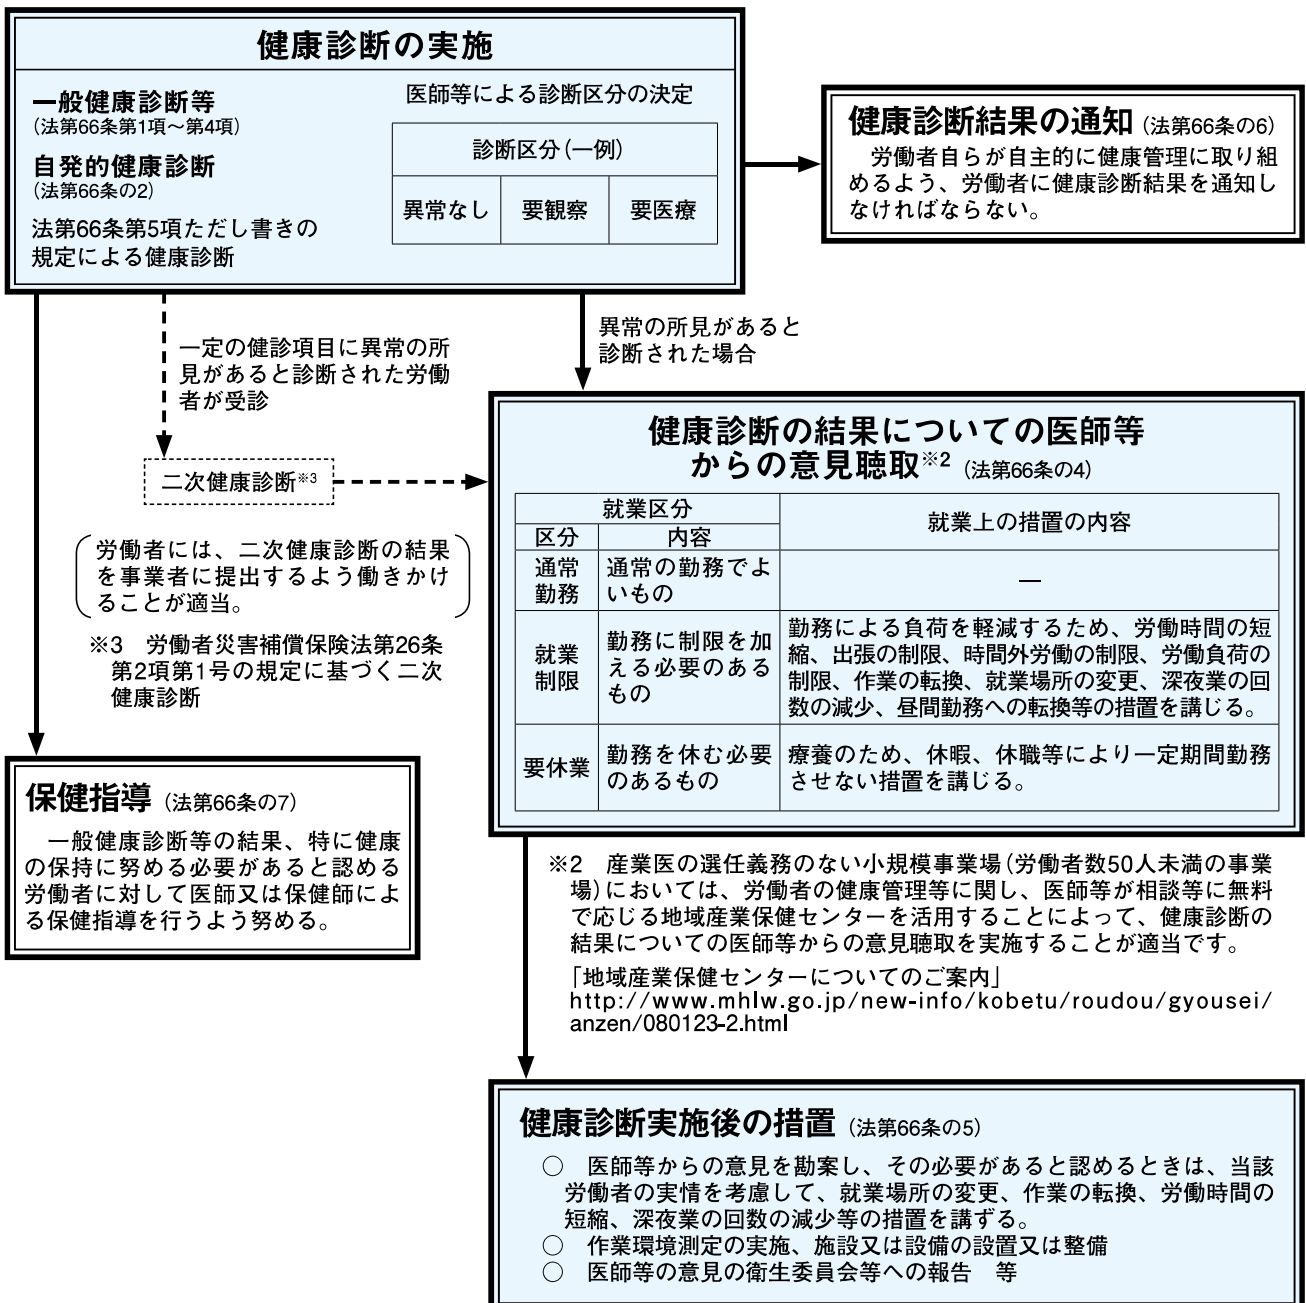 健康診断の実施
一般健康診断等
(法第66条第1項～第4項)
自発的健康診断
(法第66条の2)
法第66条第5項ただし書きの
規定による健康診断
医師等による診断区分の決定
診断区分(一例)
異常なし 要観察 要医療
健康診断結果の通知 (法第66条の6)
労働者自らが自主的に健康管理に取り組
めるよう、労働者に健康診断結果を通知し
なければならない。
一定の健診項目に異常の所
見があると診断された労働
者が受診
異常の所見があると
診断された場合
二次健康診断※3
労働者には、二次健康診断の結果
を事業者に提出するよう働きかけ
ることが適当。
※3 労働者災害補償保険法第26条
第2項第1号の規定に基づく二次
健康診断
健康診断の結果についての医師等
からの意見聴取※2 (法第66条の4)
就業区分 就業上の措置の内容
区分 内容
通常
勤務
通常の勤務でよ
いもの
―
就業
制限
勤務に制限を加
える必要のある
もの
勤務による負荷を軽減するため、労働時間の短
縮、出張の制限、時間外労働の制限、労働負荷の
制限、作業の転換、就業場所の変更、深夜業の回
数の減少、昼間勤務への転換等の措置を講じる。
要休業
勤務を休む必要
のあるもの
療養のため、休暇、休職等により一定期間勤務
させない措置を講じる。
保健指導 (法第66条の7)
一般健康診断等の結果、特に健康
の保持に努める必要があると認める
労働者に対して医師又は保健師によ
る保健指導を行うよう努める。
※2 産業医の選任義務のない小規模事業場(労働者数50人未満の事業
場)においては、労働者の健康管理等に関し、医師等が相談等に無料
で応じる地域産業保健センターを活用することによって、健康診断の
結果についての医師等からの意見聴取を実施することが適当です。
「地域産業保健センターについてのご案内」
http://www.mhlw.go.jp/new-info/kobetu/roudou/gyousei/
anzen/080123-2.html
健康診断実施後の措置 (法第66条の5)
○ 医師等からの意見を勘案し、その必要があると認めるときは、当該
労働者の実情を考慮して、就業場所の変更、作業の転換、労働時間の
短縮、深夜業の回数の減少等の措置を講ずる。
○ 作業環境測定の実施、施設又は設備の設置又は整備
○ 医師等の意見の衛生委員会等への報告 等